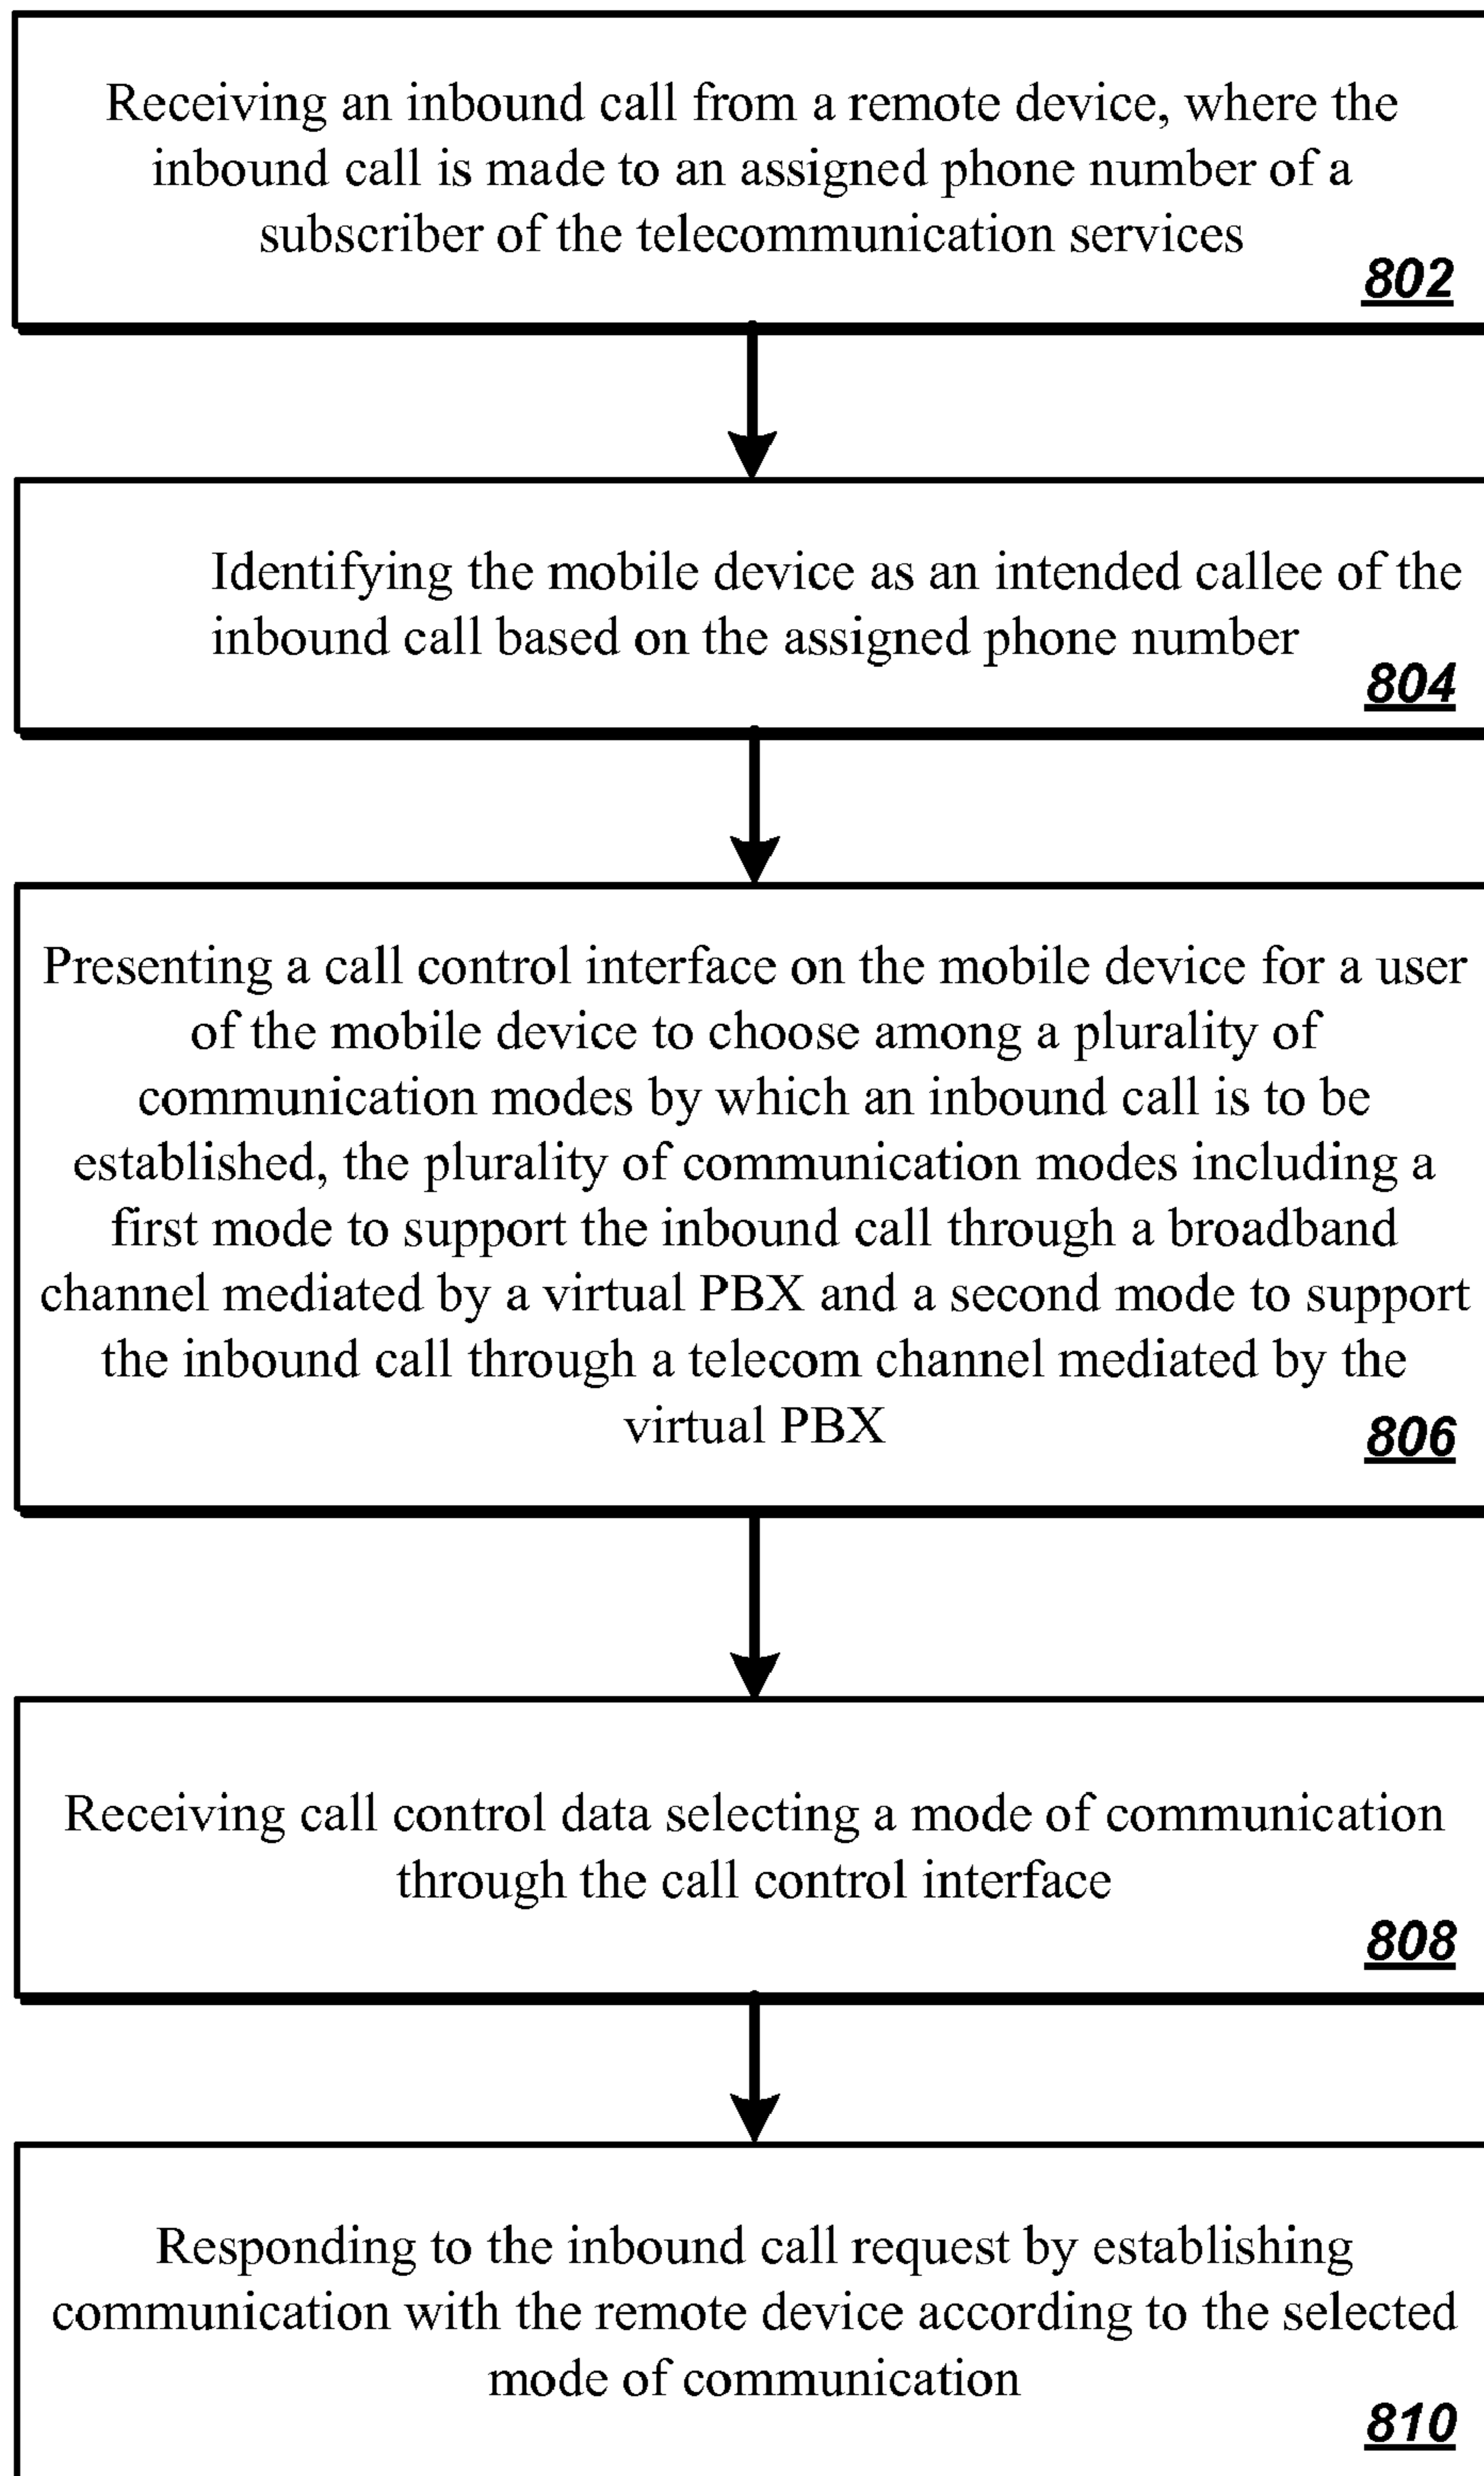 Receiving an inbound call from a remote device, where the
inbound call is made to an assigned phone number of a
subscriber of the telecommunication services
802
Identifying the mobile device as an intended callee of the
inbound call based on the assigned phone number
804
Presenting a call control interface on the mobile device for a user
of the mobile device to choose among a plurality of
communication modes by which an inbound call is to be
established, the plurality of communication modes including a
first mode to support the inbound call through a broadband
channel mediated by a virtual PBX and a second mode to support
the inbound call through a telecom channel mediated by the
virtual PBX
806
Receiving call control data selecting a mode of communication
through the call control interface
808
Responding to the inbound call request by establishing
communication with the remote device according to the selected
mode of communication
810